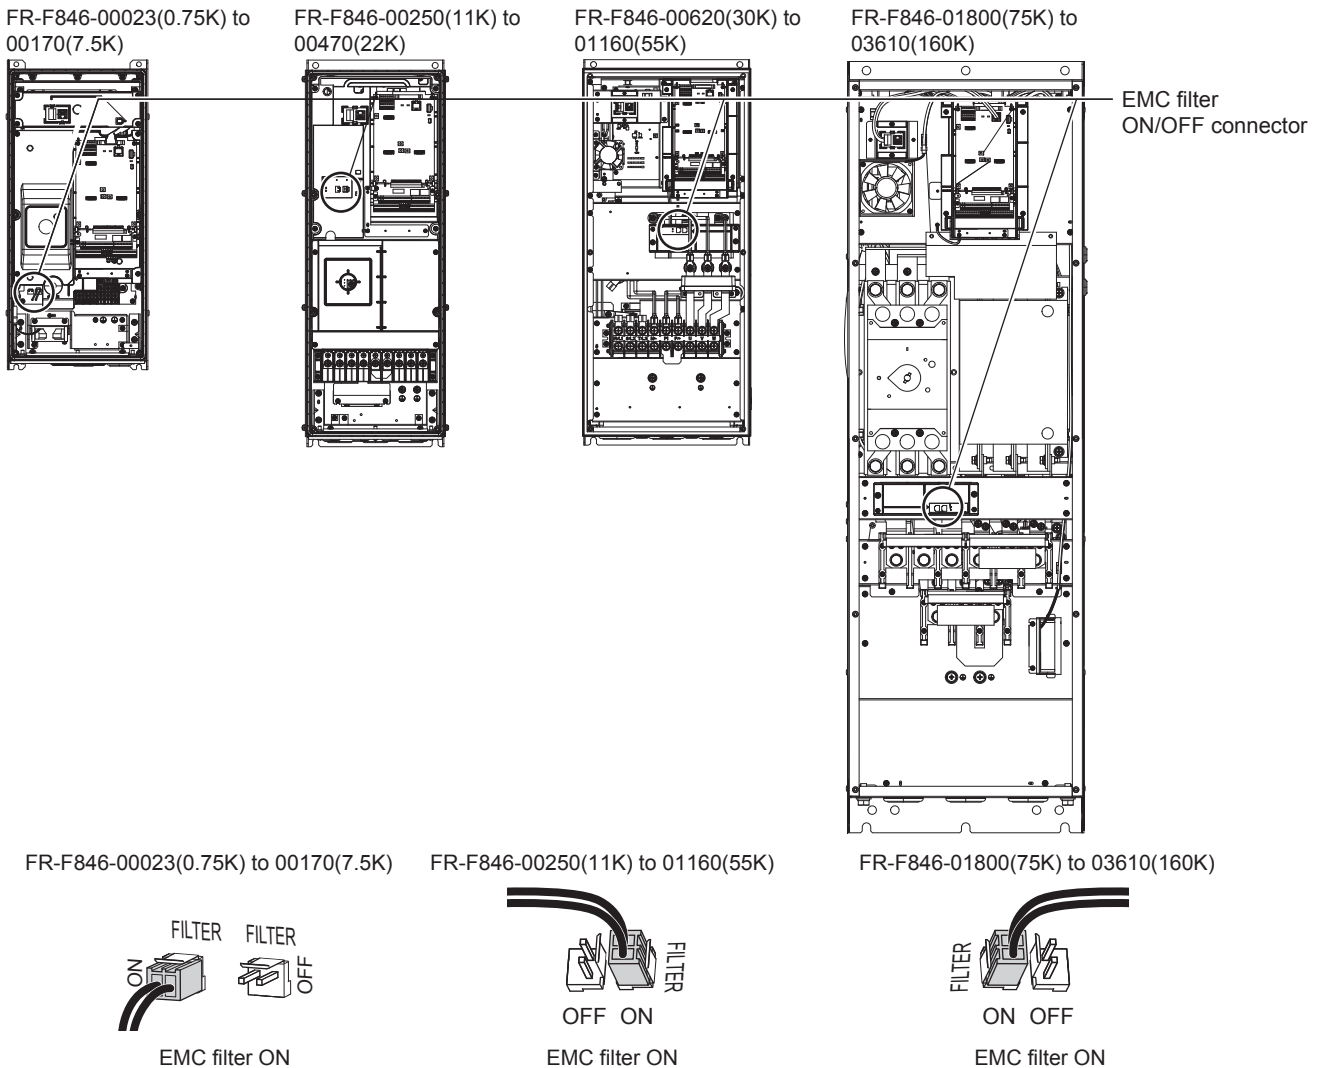 FR-F846-00023(0.75K) to
00170(7.5K)
FR-F846-00250(11K) to
00470(22K)
FR-F846-00620(30K) to
01160(55K)
FR-F846-01800(75K) to
03610(160K)
EMC filter
ON/OFF connector
FR-F846-00023(0.75K) to 00170(7.5K)
FR-F846-00250(11K) to 01160(55K)
FR-F846-01800(75K) to 03610(160K)
FILTER
FILTER
ON
OFF
EMC filter ON
FILTER
OFF ON
EMC filter ON
FILTER
ON OFF
EMC filter ON